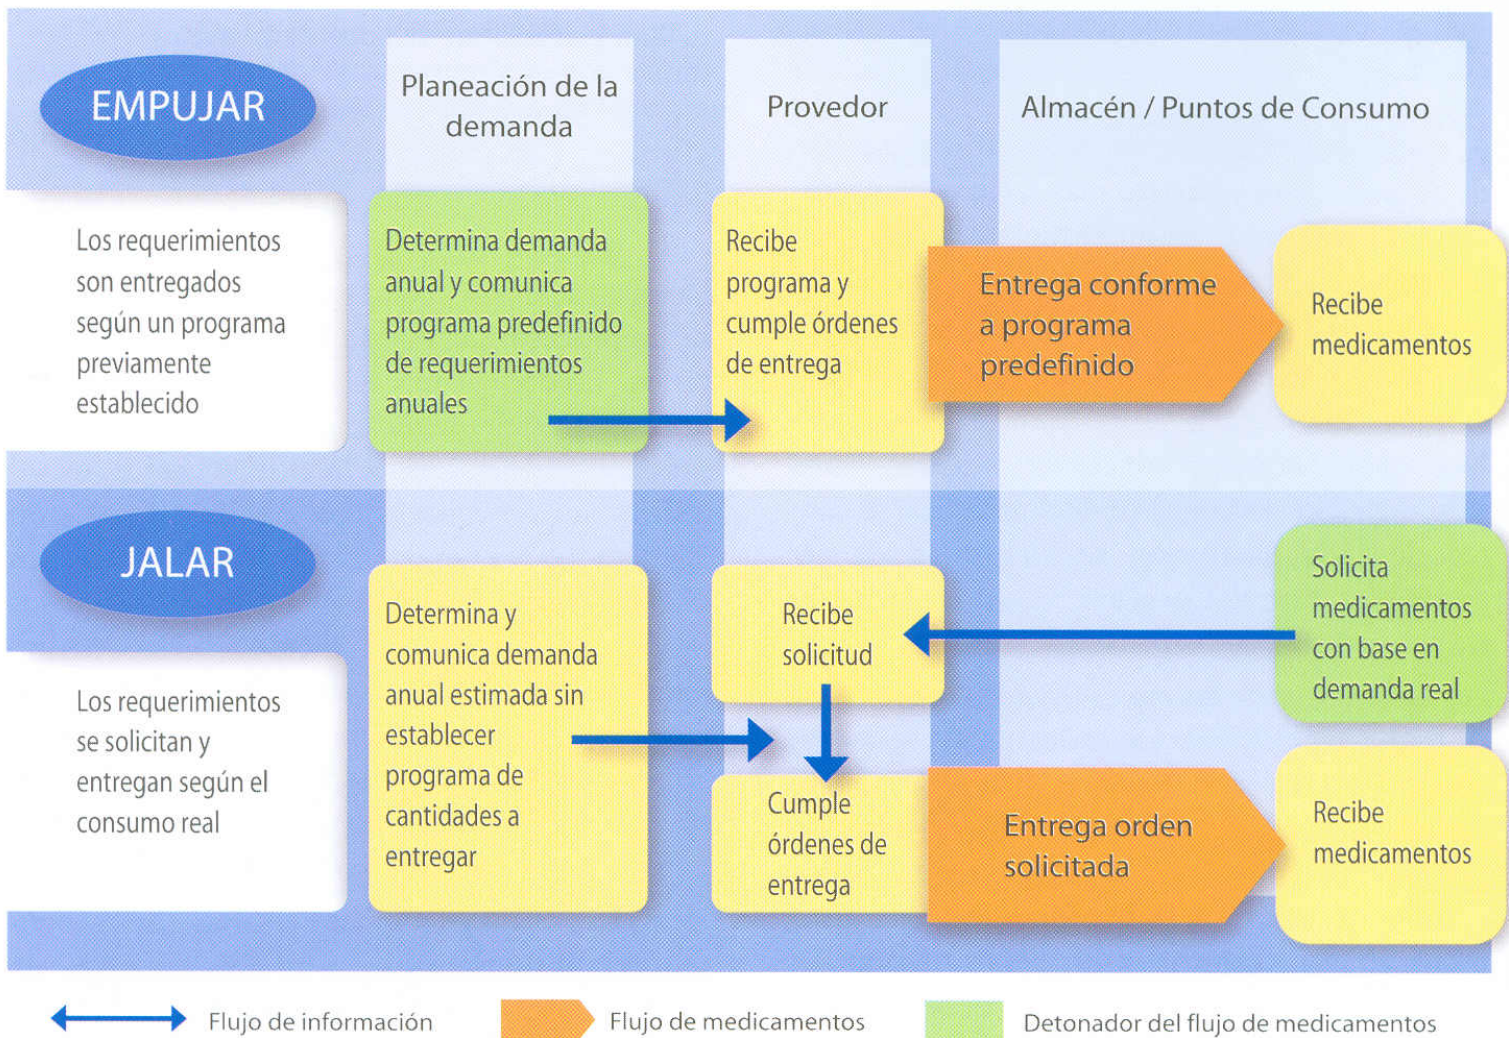 EMPUJAR
Planeación de la
demanda
Provedor
Almacén / Puntos de Consumo
Los requerimientos
son entregados
según un programa
previamente
establecido
Determina demanda
anual y comunica
programa predefinido
de requerimientos
anuales
Recibe
programa y
cumple órdenes
de entrega
Entrega conforme
a programa
predefinido
Recibe
medicamentos
JALAR
Los requerimientos
se solicitan y
entregan según el
consumo real
Determina y
comunica demanda
anual estimada sin
establecer
programa de
cantidades a
entregar
Recibe
solicitud
Solicita
medicamentos
con base en
demanda real
Cumple
órdenes de
entrega
Entrega orden
solicitada
Recibe
medicamentos
Flujo de información
Flujo de medicamentos
Detonador del flujo de medicamentos